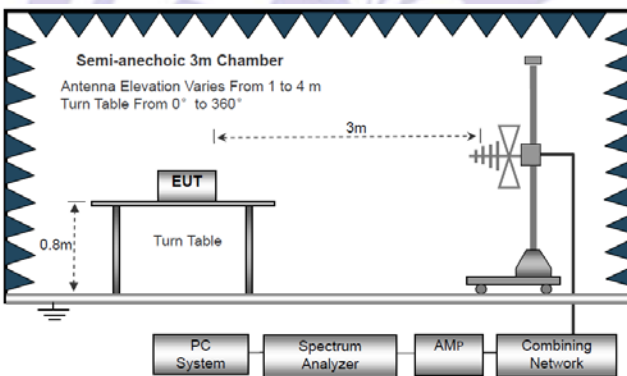 Semi-anechoic 3m Chamber
Antenna Elevation Varies From 1 to 4 m
Turn Table From 0° to 360°
3m
EUT
0.8m
Turn Table
PC
System
Spectrum
Analyzer
AMP
Combining
Network